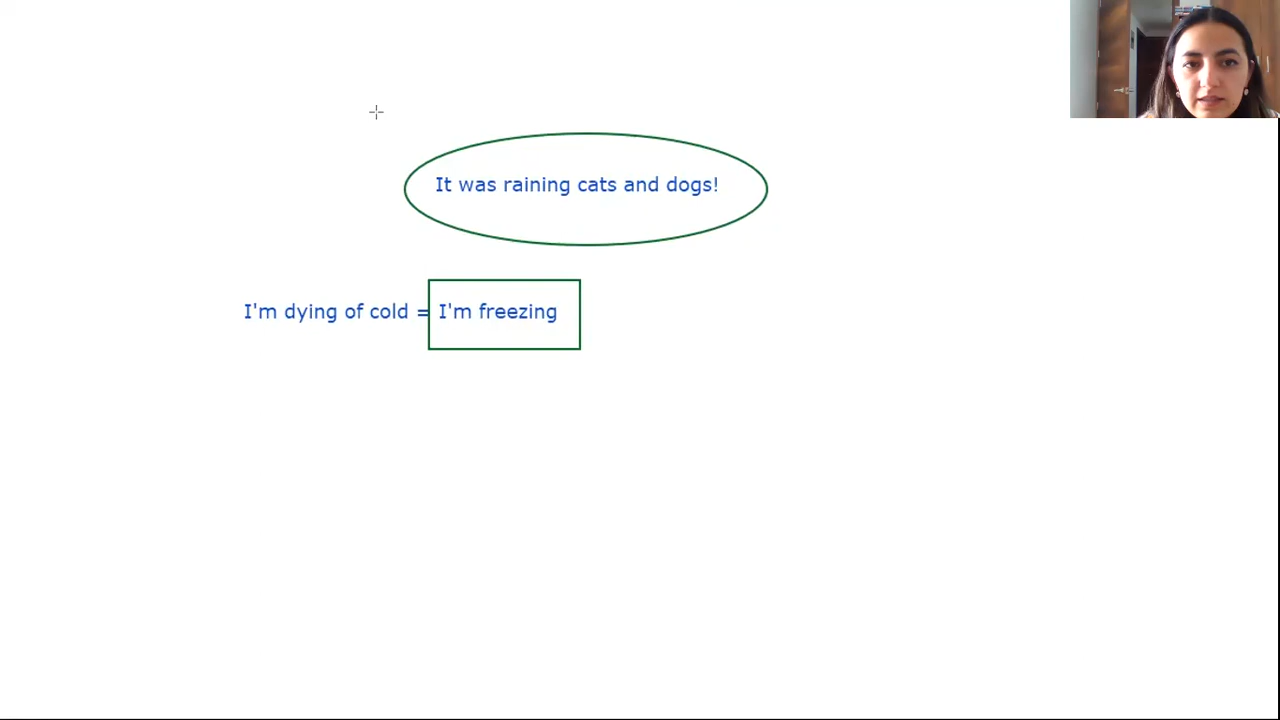 It was raining cats and dogs!
I'm dying of cold = I'm freezing